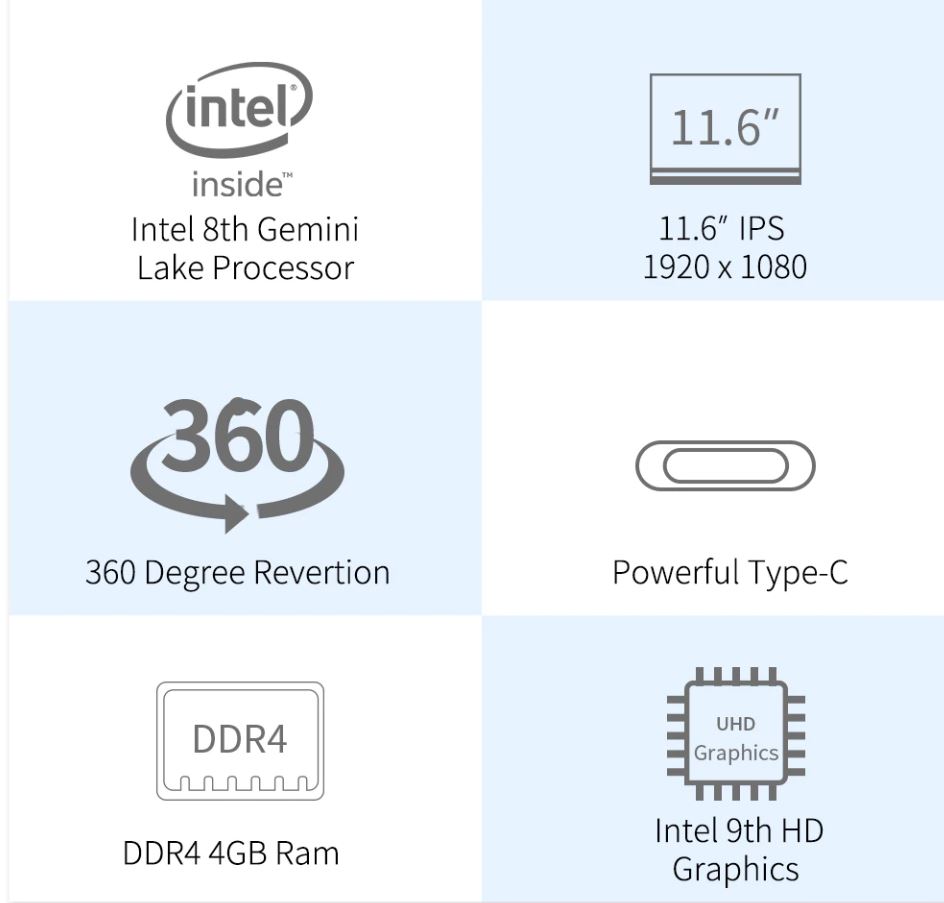 intel®
inside™
Intel 8th Gemini
Lake Processor
11.6″
11.6″ IPS
1920 x 1080
360
360 Degree Revertion
Powerful Type-C
DDR4
DDR4 4GB Ram
UHD
Graphics
Intel 9th HD
Graphics